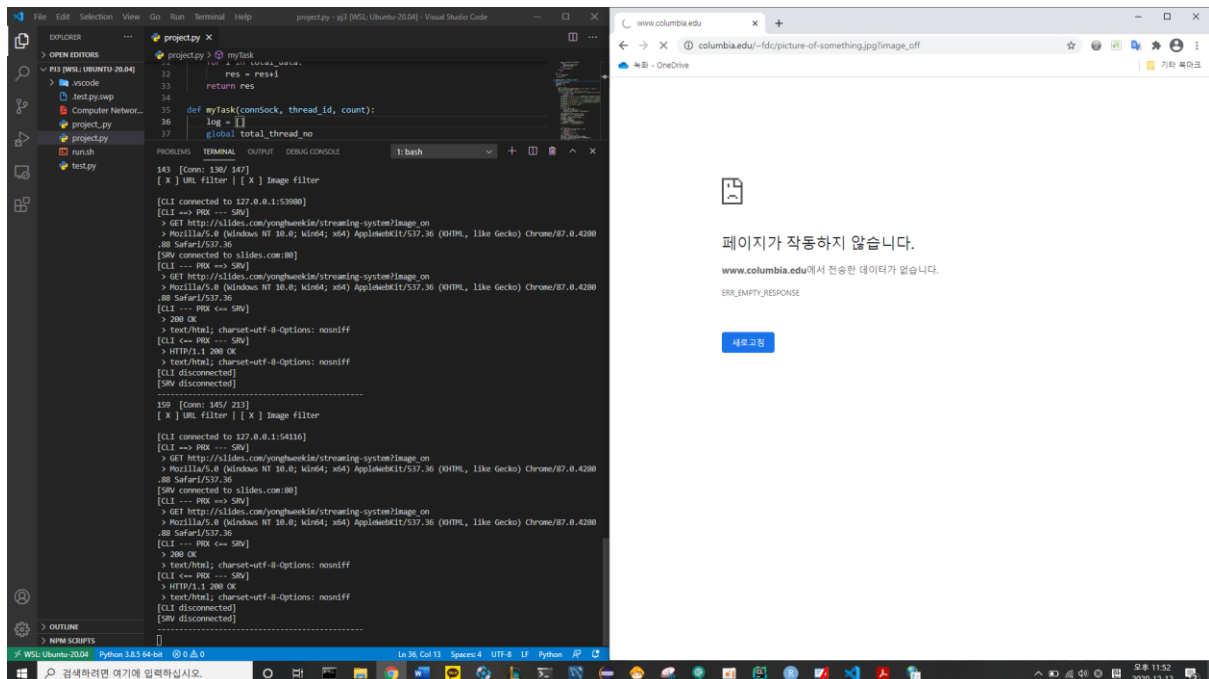 File Edit Selection View Go Run Terminal Help
project.py - pj3 [WSL: Ubuntu-20.04] - Visual Studio Code
EXPLORER
OPEN EDITORS
PJ3 [WSL: UBUNTU-20.04]
.vscode
.test.py.swp
Computer Networ...
project_.py
project.py
run.sh
test.py
OUTLINE
NPM SCRIPTS
project.py
project.py > myTask
31 for i in total_data:
32 res = res+i
33 return res
34
35 def myTask(connSock, thread_id, count):
36 log = []
37 global total_thread_no
PROBLEMS TERMINAL OUTPUT DEBUG CONSOLE 1: bash
143 [Conn: 130/ 147]
[ X ] URL filter | [ X ] Image filter
[CLI connected to 127.0.0.1:53980]
[CLI ==> PRX --- SRV]
> GET http://slides.com/yonghweekim/streaming-system?image_on
> Mozilla/5.0 (Windows NT 10.0; Win64; x64) AppleWebKit/537.36 (KHTML, like Gecko) Chrome/87.0.4280
.88 Safari/537.36
[SRV connected to slides.com:80]
[CLI --- PRX ==> SRV]
> GET http://slides.com/yonghweekim/streaming-system?image_on
> Mozilla/5.0 (Windows NT 10.0; Win64; x64) AppleWebKit/537.36 (KHTML, like Gecko) Chrome/87.0.4280
.88 Safari/537.36
[CLI --- PRX <== SRV]
> 200 OK
> text/html; charset=utf-8-Options: nosniff
[CLI <== PRX --- SRV]
> HTTP/1.1 200 OK
> text/html; charset=utf-8-Options: nosniff
[CLI disconnected]
[SRV disconnected]
-----------------------------------------------
159 [Conn: 145/ 213]
[ X ] URL filter | [ X ] Image filter
[CLI connected to 127.0.0.1:54116]
[CLI ==> PRX --- SRV]
> GET http://slides.com/yonghweekim/streaming-system?image_on
> Mozilla/5.0 (Windows NT 10.0; Win64; x64) AppleWebKit/537.36 (KHTML, like Gecko) Chrome/87.0.4280
.88 Safari/537.36
[SRV connected to slides.com:80]
[CLI --- PRX ==> SRV]
> GET http://slides.com/yonghweekim/streaming-system?image_on
> Mozilla/5.0 (Windows NT 10.0; Win64; x64) AppleWebKit/537.36 (KHTML, like Gecko) Chrome/87.0.4280
.88 Safari/537.36
[CLI --- PRX <== SRV]
> 200 OK
> text/html; charset=utf-8-Options: nosniff
[CLI <== PRX --- SRV]
> HTTP/1.1 200 OK
> text/html; charset=utf-8-Options: nosniff
[CLI disconnected]
[SRV disconnected]
-----------------------------------------------
WSL: Ubuntu-20.04 Python 3.8.5 64-bit 0 0 Ln 36, Col 13 Spaces: 4 UTF-8 LF Python
www.columbia.edu
columbia.edu/~fdc/picture-of-something.jpg?image_off
녹화 - OneDrive
기타 북마크
페이지가 작동하지 않습니다.
www.columbia.edu에서 전송한 데이터가 없습니다.
ERR_EMPTY_RESPONSE
새로고침
검색하려면 여기에 입력하십시오.
오후 11:52